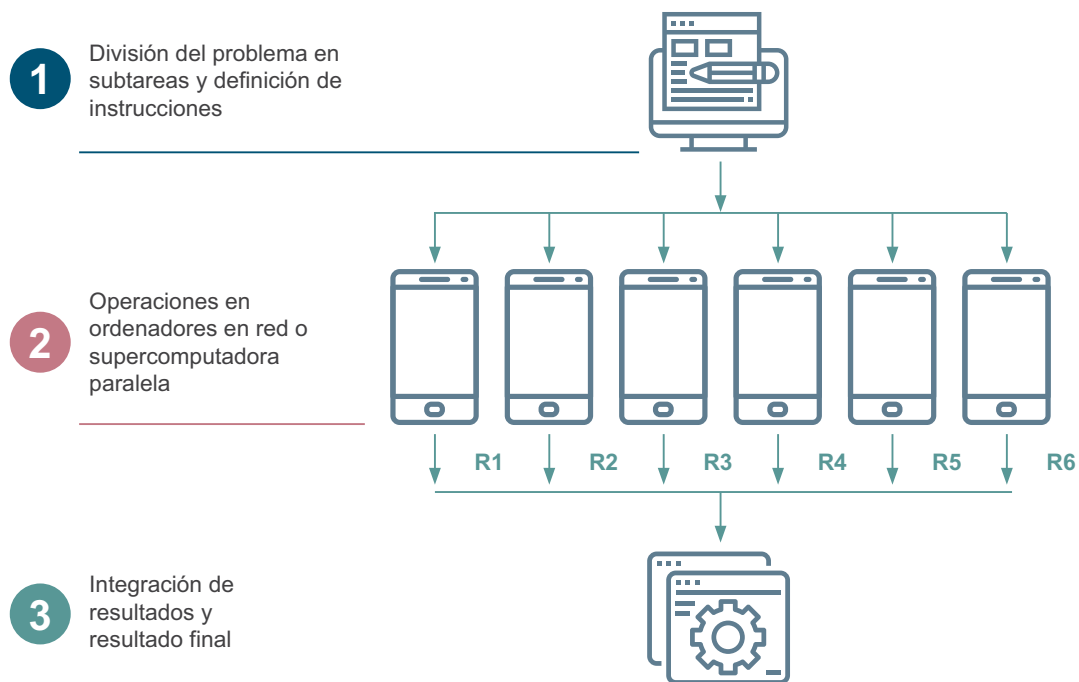 1
División del problema en
subtareas y definición de
instrucciones
2
Operaciones en
ordenadores en red o
supercomputadora
paralela
R1 R2 R3 R4 R5 R6
3
Integración de
resultados y
resultado final